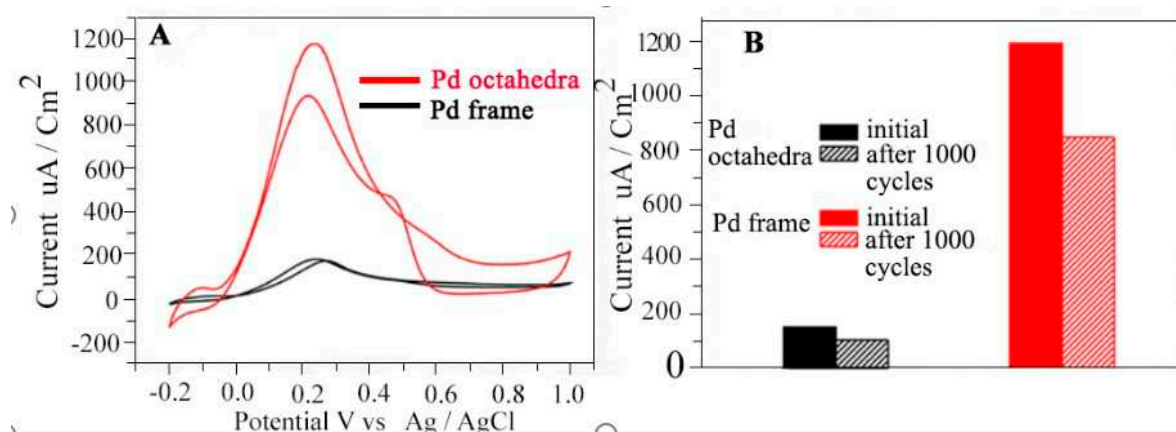 A
1200
1000
800
600
400
200
0
-200
Current uA / Cm2
Pd octahedra
Pd frame
-0.2 0.0 0.2 0.4 0.6 0.8 1.0
Potential V vs Ag / AgCl
B
1200
1000
800
600
400
200
0
Current uA / Cm2
Pd
octahedra
initial
after 1000
cycles
Pd frame
initial
after 1000
cycles